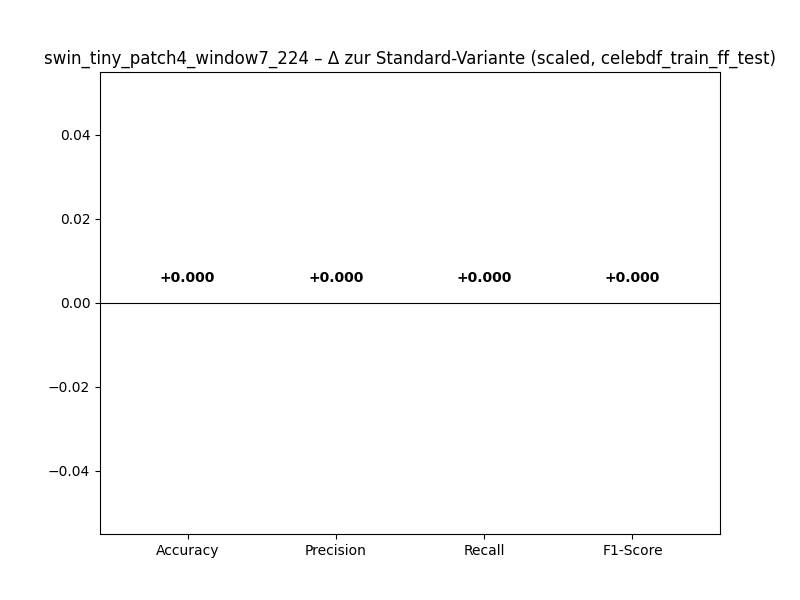 swin_tiny_patch4_window7_224 – Δ zur Standard-Variante (scaled, celebdf_train_ff_test)
0.04
0.02
+0.000 +0.000 +0.000 +0.000
0.00
−0.02
−0.04
Accuracy Precision Recall F1-Score